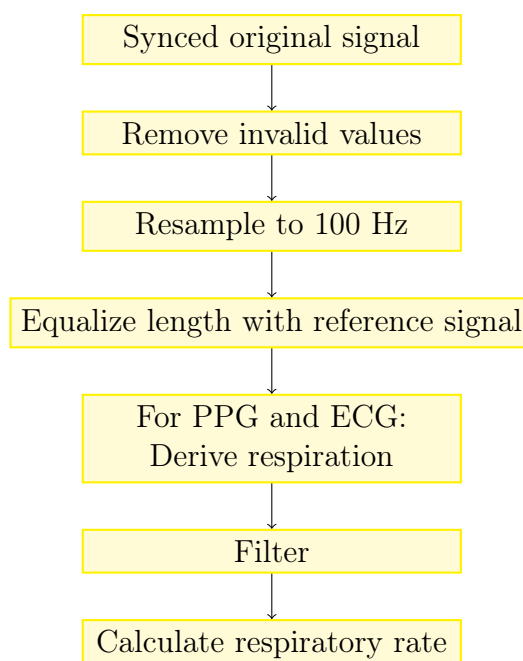 Synced original signal
Remove invalid values
Resample to 100 Hz
Equalize length with reference signal
For PPG and ECG:
Derive respiration
Filter
Calculate respiratory rate